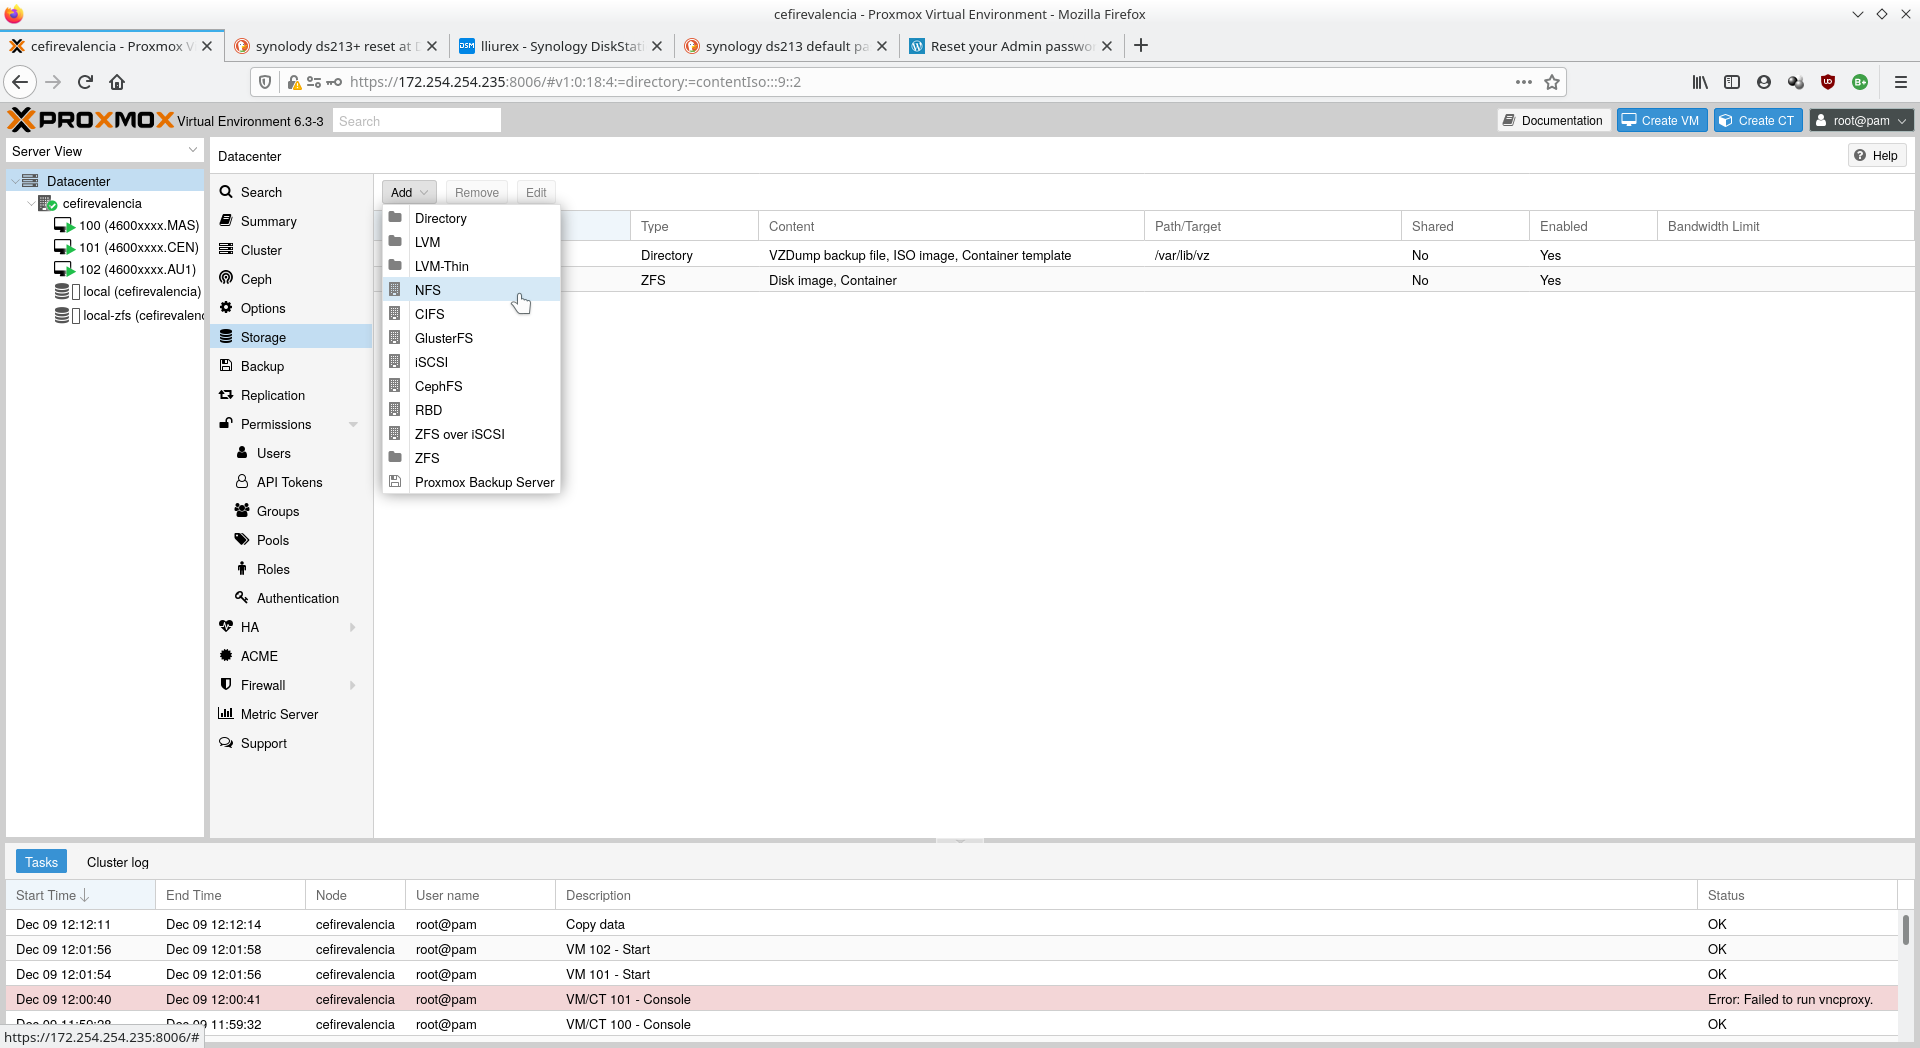 cefirevalencia - Proxmox Virtual Environment - Mozilla Firefox
cefirevalencia - Proxmox V
synolody ds213+ reset at D
lliurex - Synology DiskStati
synology ds213 default pa
Reset your Admin passwo
https://172.254.254.235:8006/#v1:0:18:4:=directory:=contentIso:::9::2
PROXMOX Virtual Environment 6.3-3
Search
Documentation
Create VM
Create CT
root@pam
Server View
Datacenter
Help
Datacenter
cefirevalencia
100 (4600xxxx.MAS)
101 (4600xxxx.CEN)
102 (4600xxxx.AU1)
local (cefirevalencia)
local-zfs (cefirevalenc
Search
Summary
Cluster
Ceph
Options
Storage
Backup
Replication
Permissions
Users
API Tokens
Groups
Pools
Roles
Authentication
HA
ACME
Firewall
Metric Server
Support
Add Remove Edit
Directory
LVM
LVM-Thin
NFS
CIFS
GlusterFS
iSCSI
CephFS
RBD
ZFS over iSCSI
ZFS
Proxmox Backup Server
Type Content Path/Target Shared Enabled Bandwidth Limit
Directory VZDump backup file, ISO image, Container template /var/lib/vz No Yes
ZFS Disk image, Container No Yes
Tasks Cluster log
Start Time End Time Node User name Description Status
Dec 09 12:12:11 Dec 09 12:12:14 cefirevalencia root@pam Copy data OK
Dec 09 12:01:56 Dec 09 12:01:58 cefirevalencia root@pam VM 102 - Start OK
Dec 09 12:01:54 Dec 09 12:01:56 cefirevalencia root@pam VM 101 - Start OK
Dec 09 12:00:40 Dec 09 12:00:41 cefirevalencia root@pam VM/CT 101 - Console Error: Failed to run vncproxy.
Dec 09 11:59:28 Dec 09 11:59:32 cefirevalencia root@pam VM/CT 100 - Console OK
https://172.254.254.235:8006/#